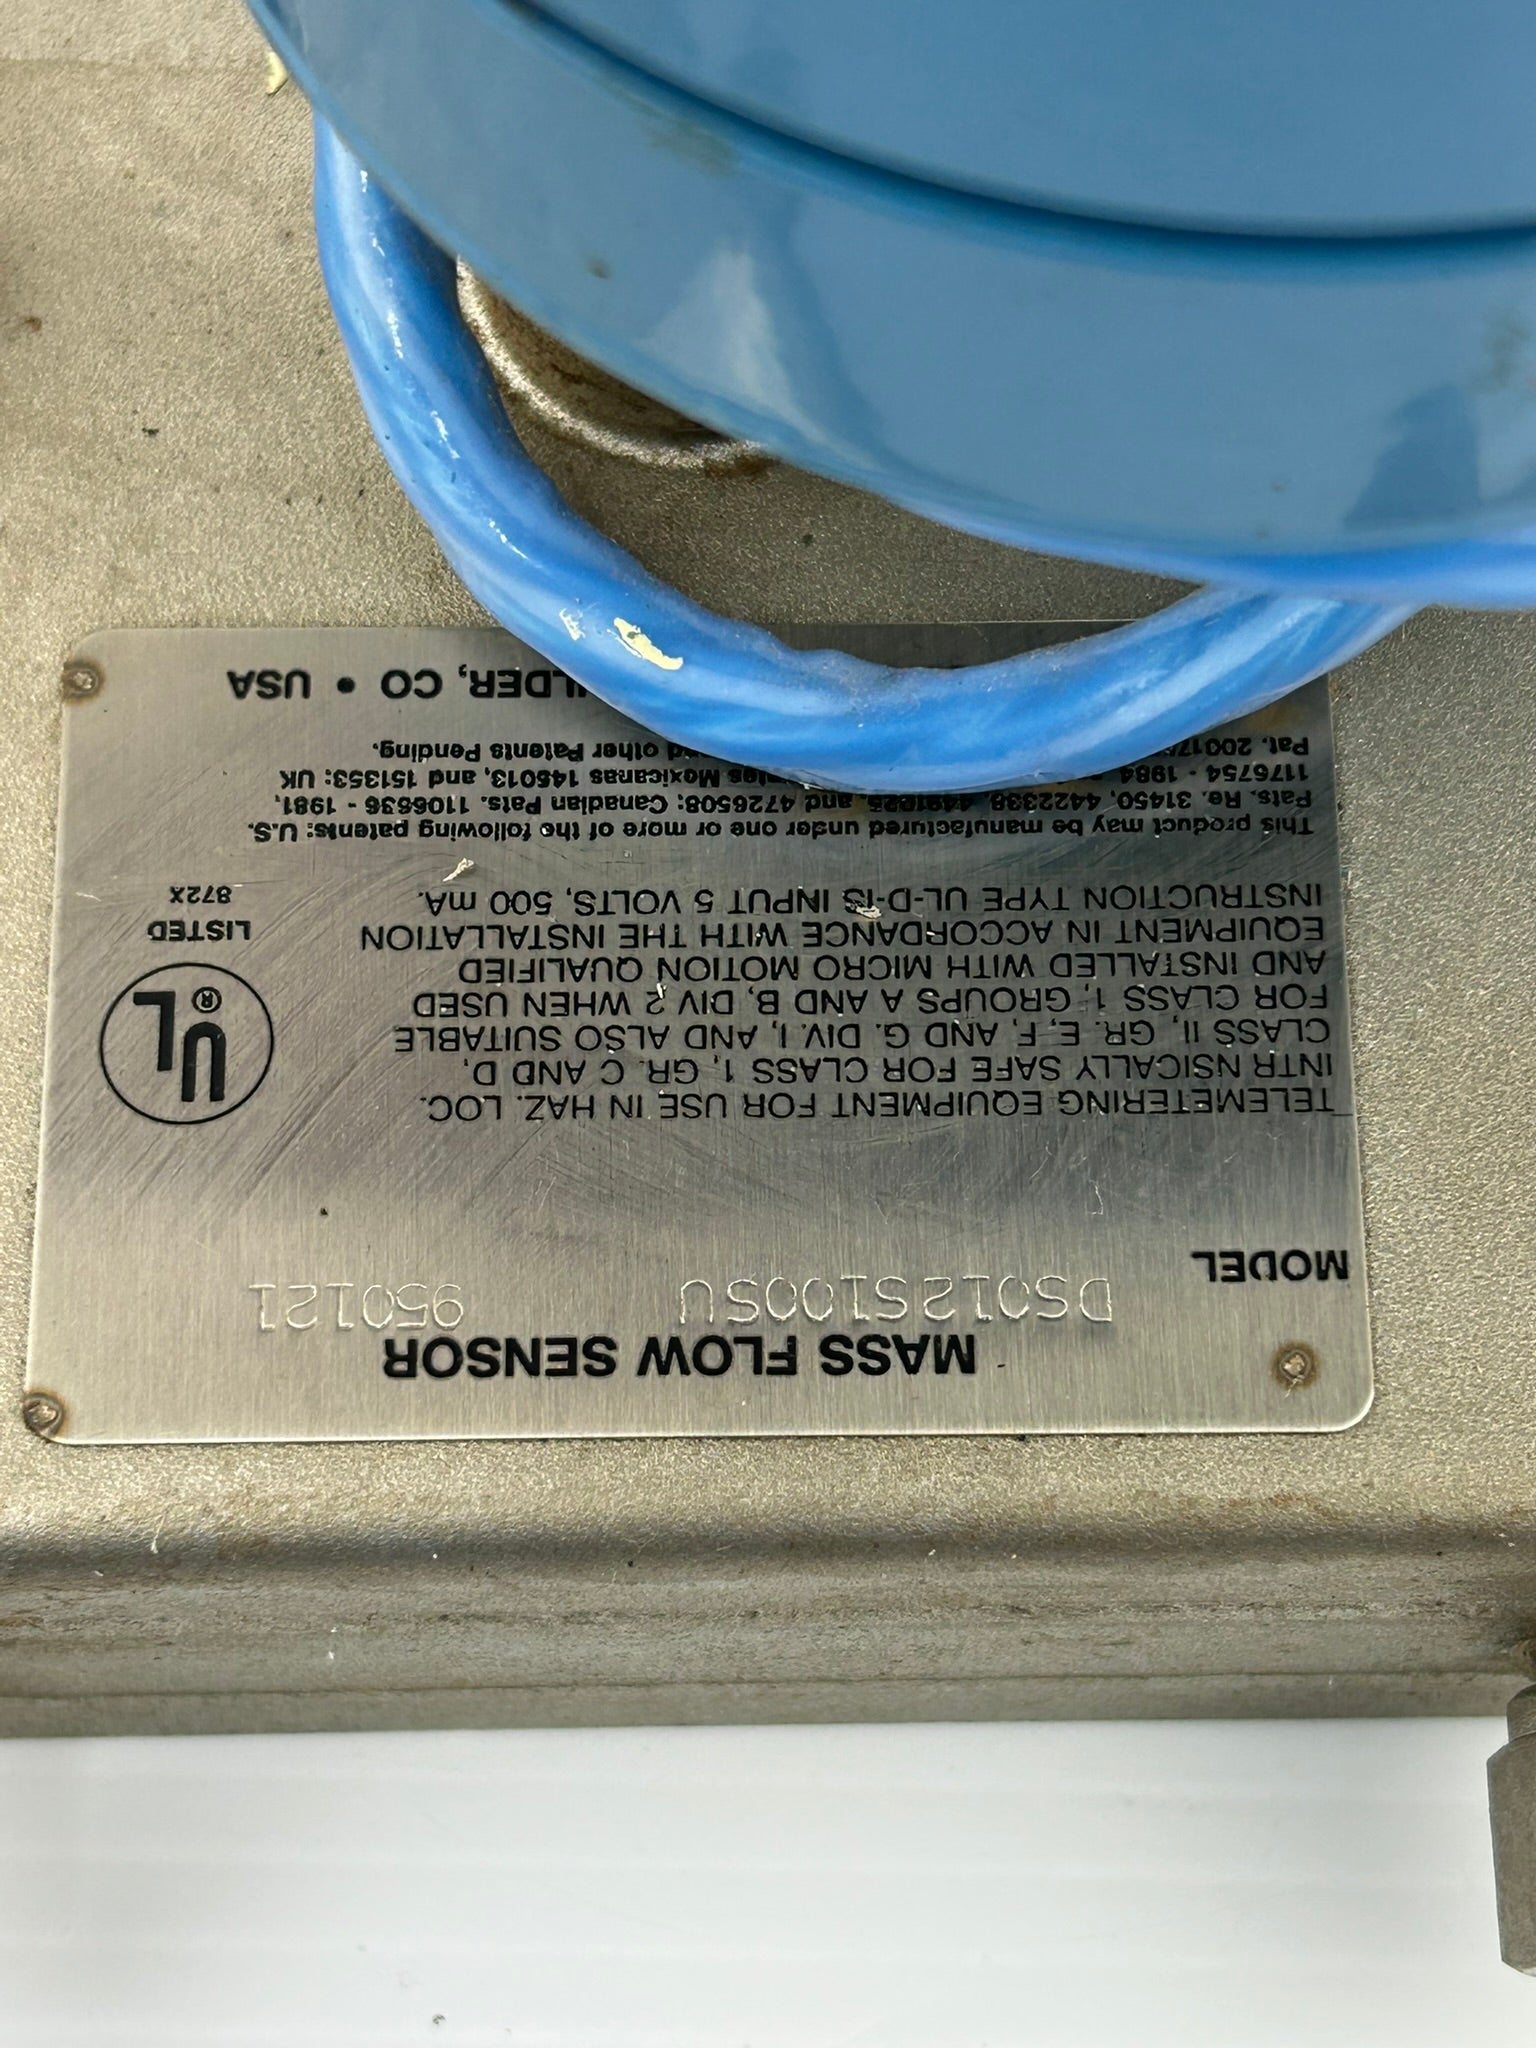 MASS FLOW SENSOR
MODEL DS012S100SU 950121
TELEMETERING EQUIPMENT FOR USE IN HAZ. LOC.
INTR NSICALLY SAFE FOR CLASS 1, GR. C AND D,
CLASS II, GR. E, F, AND G. DIV. I, AND ALSO SUITABLE
FOR CLASS 1, GROUPS A AND B, DIV 2 WHEN USED
AND INSTALLED WITH MICRO MOTION QUALIFIED
EQUIPMENT IN ACCORDANCE WITH THE INSTALLATION
INSTRUCTION TYPE UL-D-IS INPUT 5 VOLTS, 500 mA.
UL ®
LISTED
872X
This product may be manufactured under one or more of the following patents: U.S.
Pats. Re. 31450, 4422338, 4491025, and 4726508; Canadian Pats. 1106636 - 1981,
1176754 - 1984 Mexicanas 145013, and 151353; UK
Pat. and other Patents Pending.
CO • USA